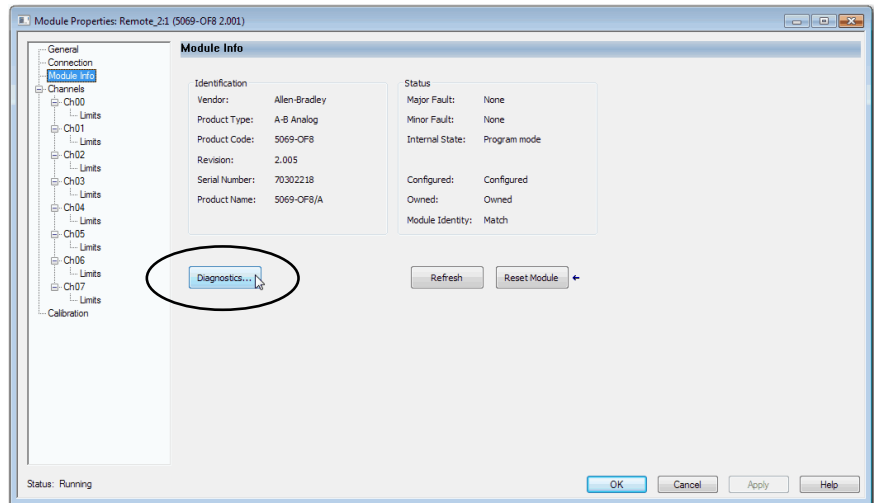 Module Properties: Remote_2:1 (5069-OF8 2.001)
General
Connection
Module Info
Channels
Ch00
Limits
Ch01
Limits
Ch02
Limits
Ch03
Limits
Ch04
Limits
Ch05
Limits
Ch06
Limits
Ch07
Limits
Calibration
Module Info
Identification
Vendor: Allen-Bradley
Product Type: A-B Analog
Product Code: 5069-OF8
Revision: 2.005
Serial Number: 70302218
Product Name: 5069-OF8/A
Status
Major Fault: None
Minor Fault: None
Internal State: Program mode
Configured: Configured
Owned: Owned
Module Identity: Match
Diagnostics...
Refresh
Reset Module
Status: Running
OK
Cancel
Apply
Help